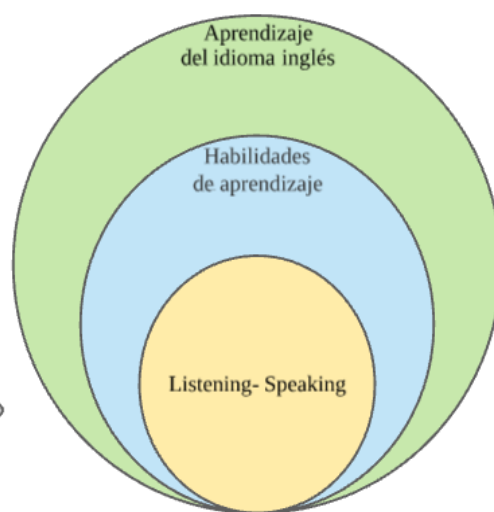 Aprendizaje
del idioma inglés
Habilidades
de aprendizaje
Listening- Speaking